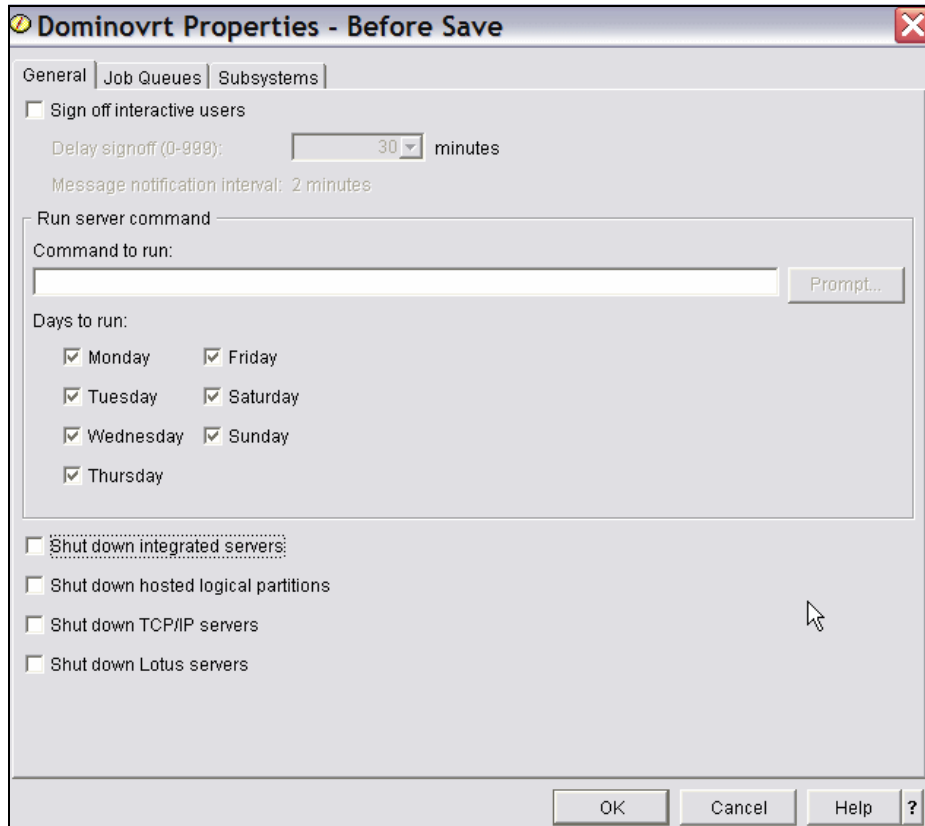 Dominovrt Properties - Before Save
General Job Queues Subsystems
Sign off interactive users
Delay signoff (0-999): 30 minutes
Message notification interval: 2 minutes
Run server command
Command to run:
Prompt...
Days to run:
Monday Friday
Tuesday Saturday
Wednesday Sunday
Thursday
Shut down integrated servers
Shut down hosted logical partitions
Shut down TCP/IP servers
Shut down Lotus servers
OK Cancel Help ?